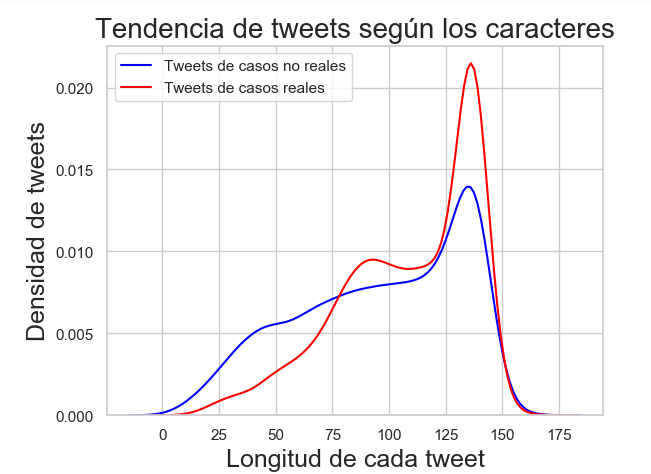 Tendencia de tweets según los caracteres
Tweets de casos no reales
Tweets de casos reales
Densidad de tweets
0.020
0.015
0.010
0.005
0.000
0 25 50 75 100 125 150 175
Longitud de cada tweet